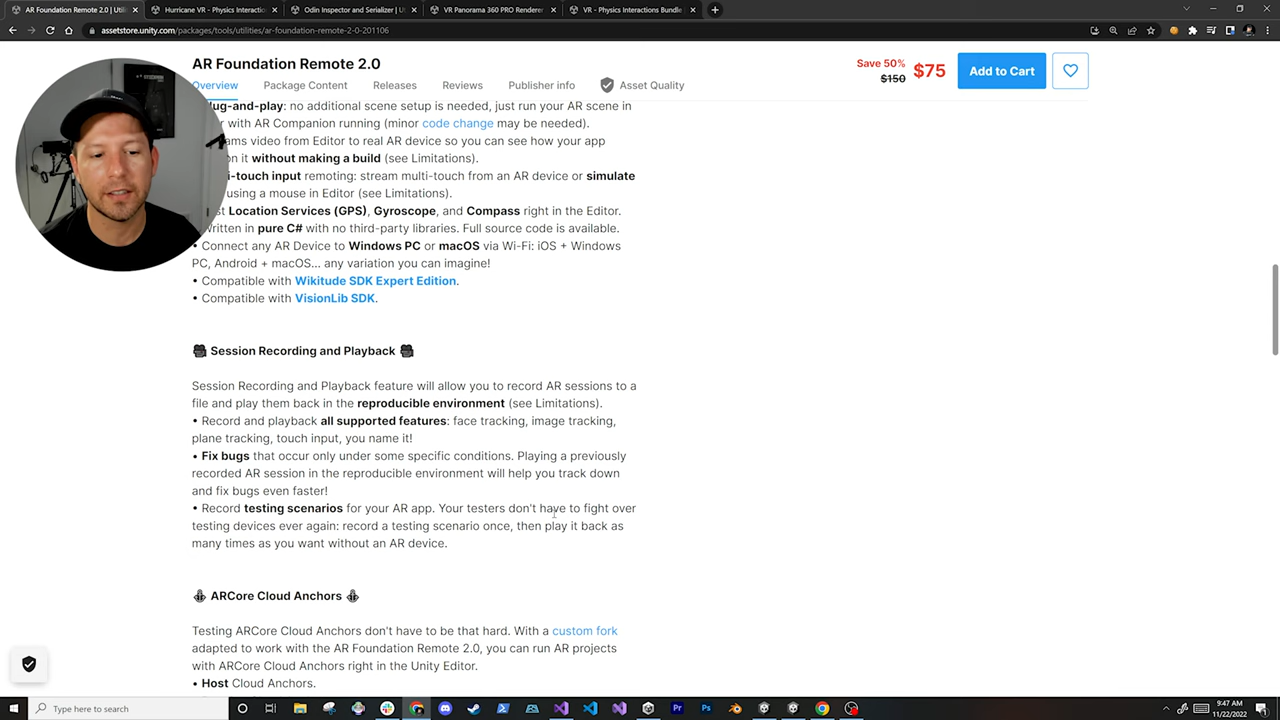 AR Foundation Remote 2.0 | Utili
Hurricane VR - Physics Interactio
Odin Inspector and Serializer | Ut
VR Panorama 360 PRO Renderer
VR - Physics Interactions Bundle
assetstore.unity.com/packages/tools/utilities/ar-foundation-remote-2-0-201106
AR Foundation Remote 2.0
Save 50%
$150
$75
Add to Cart
Overview
Package Content
Releases
Reviews
Publisher info
Asset Quality
lug-and-play: no additional scene setup is needed, just run your AR scene in
r with AR Companion running (minor code change may be needed).
ams video from Editor to real AR device so you can see how your app
on it without making a build (see Limitations).
i-touch input remoting: stream multi-touch from an AR device or simulate
using a mouse in Editor (see Limitations).
t Location Services (GPS), Gyroscope, and Compass right in the Editor.
ritten in pure C# with no third-party libraries. Full source code is available.
• Connect any AR Device to Windows PC or macOS via Wi-Fi: iOS + Windows
PC, Android + macOS... any variation you can imagine!
• Compatible with Wikitude SDK Expert Edition.
• Compatible with VisionLib SDK.
Session Recording and Playback
Session Recording and Playback feature will allow you to record AR sessions to a
file and play them back in the reproducible environment (see Limitations).
• Record and playback all supported features: face tracking, image tracking,
plane tracking, touch input, you name it!
• Fix bugs that occur only under some specific conditions. Playing a previously
recorded AR session in the reproducible environment will help you track down
and fix bugs even faster!
• Record testing scenarios for your AR app. Your testers don't have to fight over
testing devices ever again: record a testing scenario once, then play it back as
many times as you want without an AR device.
ARCore Cloud Anchors
Testing ARCore Cloud Anchors don't have to be that hard. With a custom fork
adapted to work with the AR Foundation Remote 2.0, you can run AR projects
with ARCore Cloud Anchors right in the Unity Editor.
• Host Cloud Anchors.
Type here to search
9:47 AM
11/22/2022